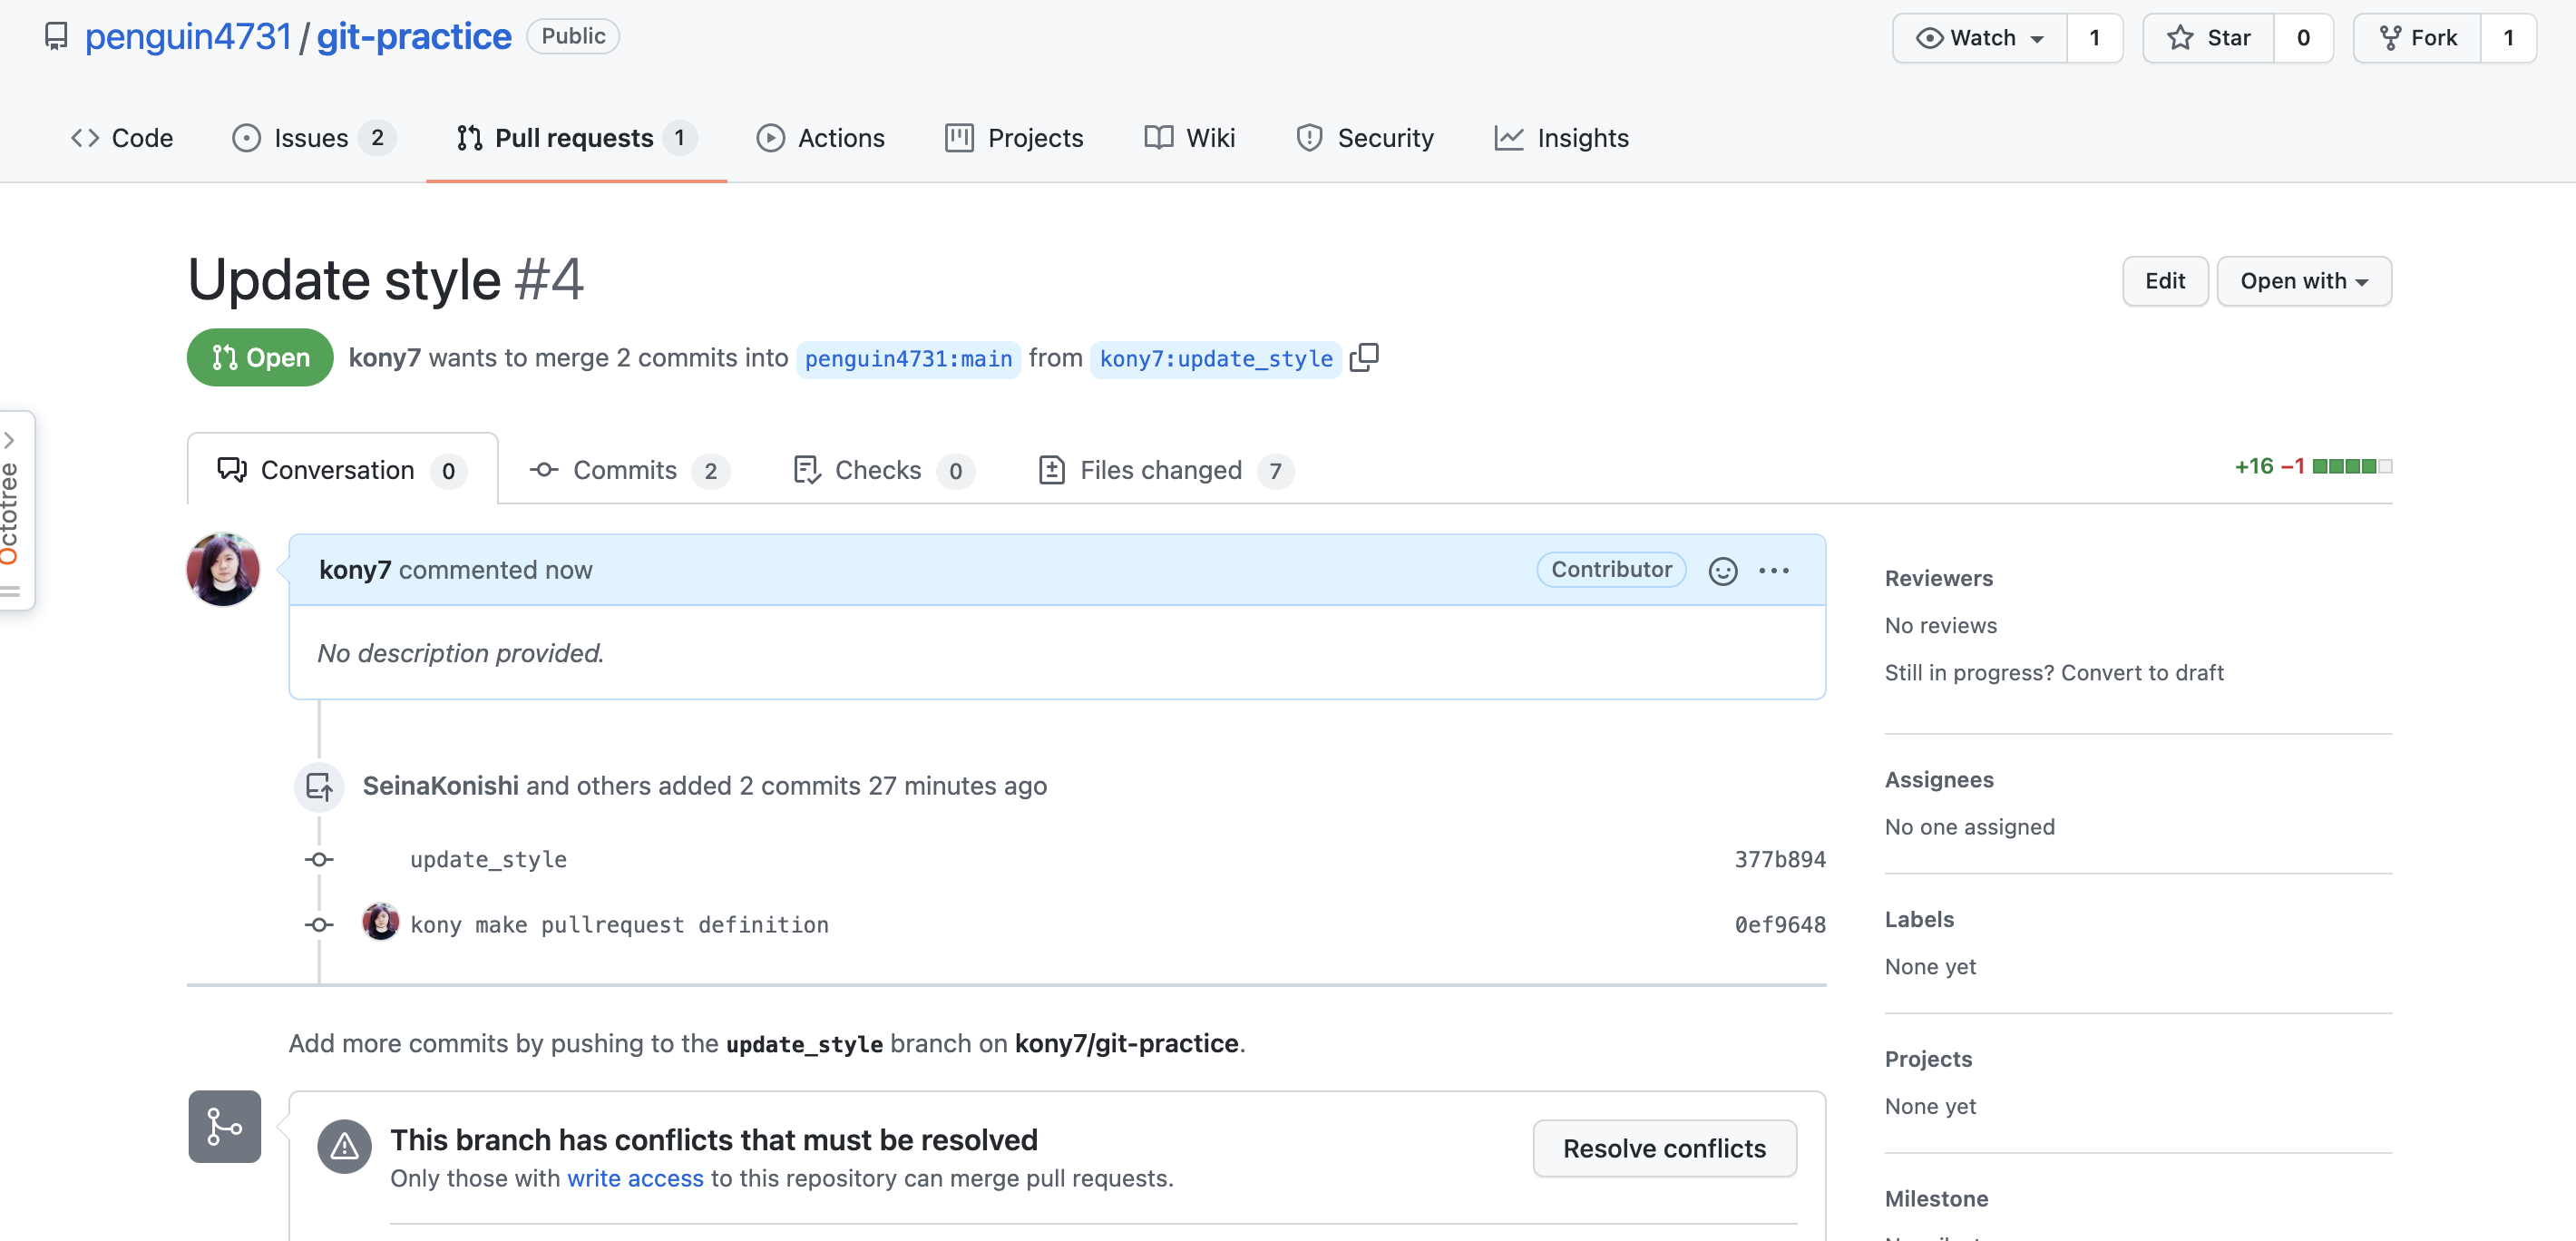 penguin4731 / git-practice Public
Watch 1 Star 0 Fork 1
Code Issues 2 Pull requests 1 Actions Projects Wiki Security Insights
Update style #4
Edit Open with
Open kony7 wants to merge 2 commits into penguin4731:main from kony7:update_style
Octotree
Conversation 0 Commits 2 Checks 0 Files changed 7
+16 −1
kony7 commented now
Contributor
No description provided.
SeinaKonishi and others added 2 commits 27 minutes ago
update_style 377b894
kony make pullrequest definition 0ef9648
Add more commits by pushing to the update_style branch on kony7/git-practice.
This branch has conflicts that must be resolved
Only those with write access to this repository can merge pull requests.
Resolve conflicts
Reviewers
No reviews
Still in progress? Convert to draft
Assignees
No one assigned
Labels
None yet
Projects
None yet
Milestone